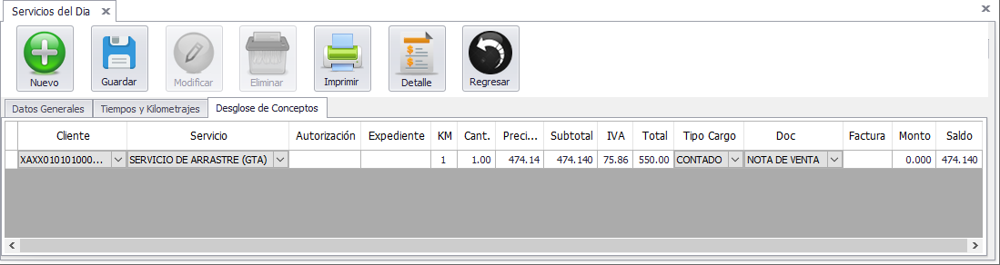 Servicios del Dia
Nuevo Guardar Modificar Eliminar Imprimir Detalle Regresar
Datos Generales Tiempos y Kilometrajes Desglose de Conceptos
Cliente Servicio Autorización Expediente KM Cant. Preci... Subtotal IVA Total Tipo Cargo Doc Factura Monto Saldo
XAXX010101000... SERVICIO DE ARRASTRE (GTA) 1 1.00 474.14 474.140 75.86 550.00 CONTADO NOTA DE VENTA 0.000 474.140